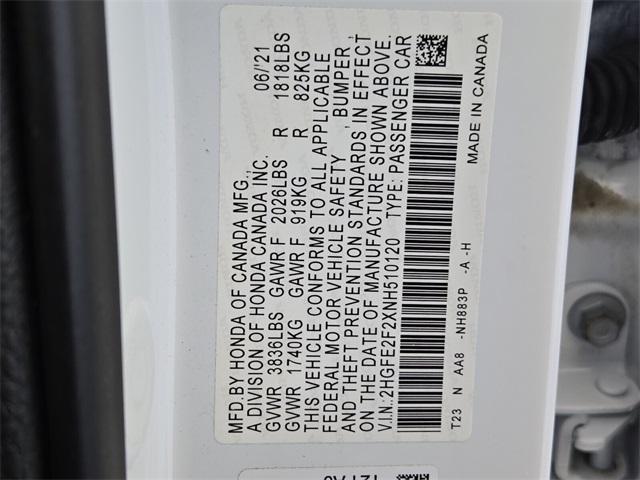 MFD.BY HONDA OF CANADA MFG.,
A DIVISION OF HONDA CANADA INC. 06/'21
GVWR 3836LBS GAWR F 2026LBS R 1818LBS
GVWR 1740KG GAWR F 919KG R 825KG
THIS VEHICLE CONFORMS TO ALL APPLICABLE
FEDERAL MOTOR VEHICLE SAFETY , BUMPER ,
AND THEFT PREVENTION STANDARDS IN EFFECT
ON THE DATE OF MANUFACTURE SHOWN ABOVE.
V.I.N.:2HGFE2F2XNH510120 TYPE: PASSENGER CAR
T23 N AA8 -NH883P -A -H MADE IN CANADA